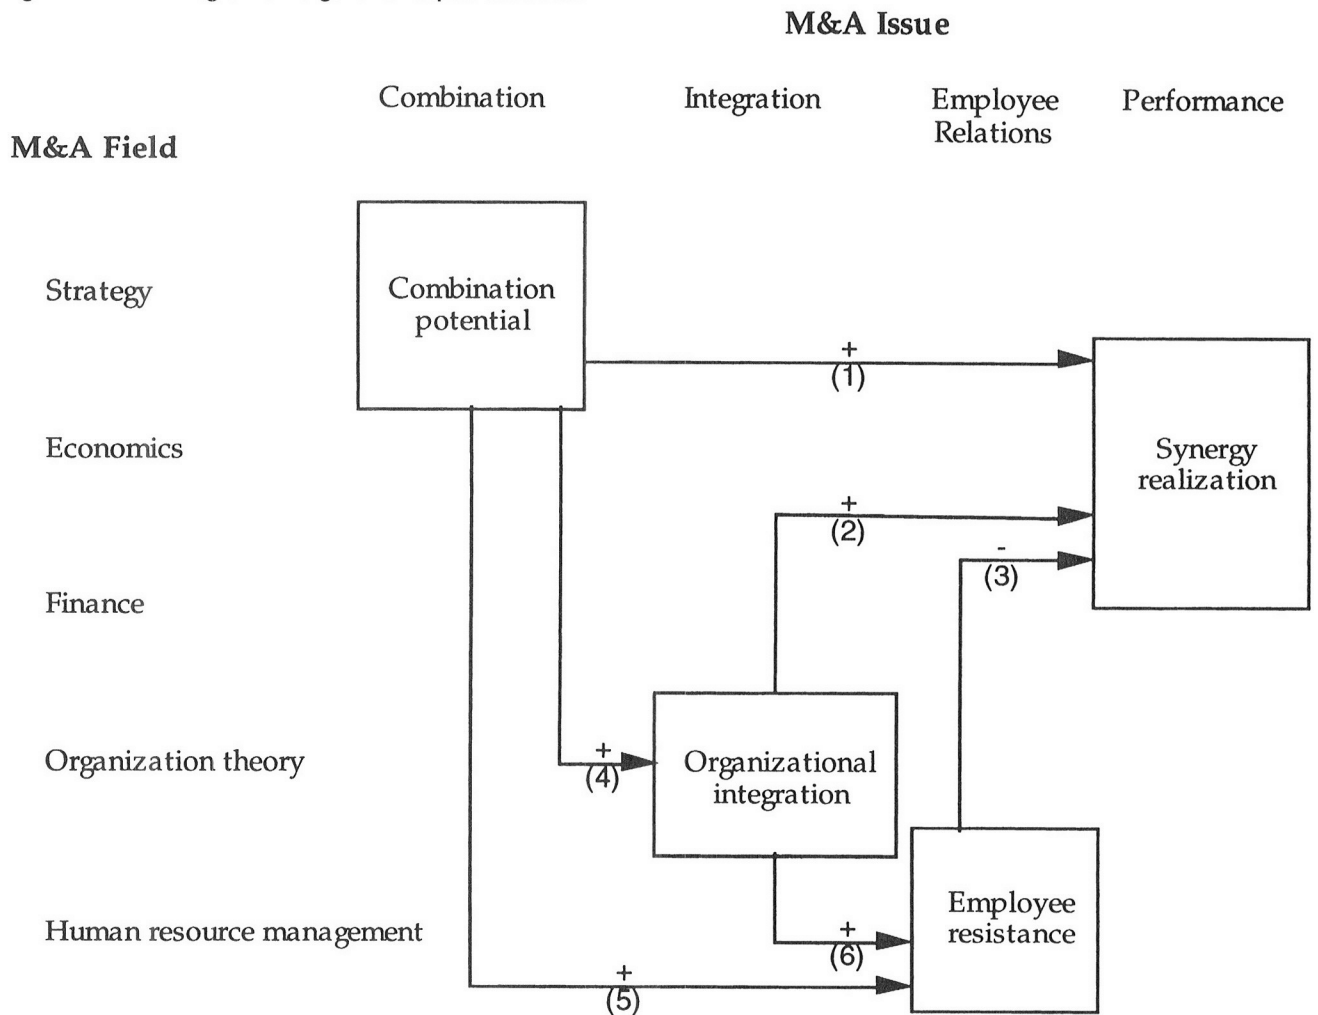 M&A Issue
Combination
Integration
Employee
Relations
Performance
M&A Field
Strategy
Combination
potential
+
(1)
Economics
Synergy
realization
+
(2)
-
(3)
Finance
Organization theory
+
(4)
Organizational
integration
Human resource management
Employee
resistance
+
(6)
+
(5)